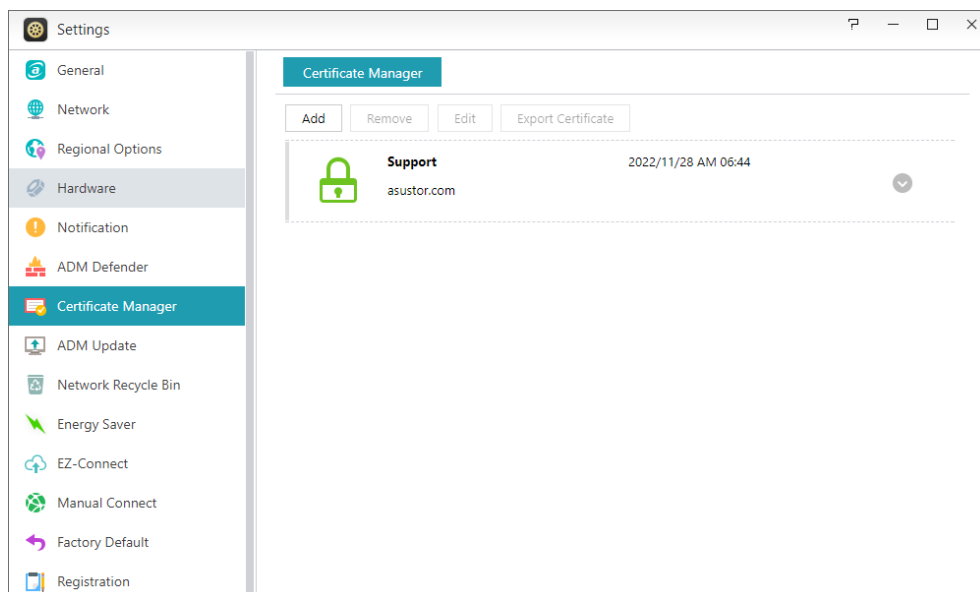 Settings
General
Network
Regional Options
Hardware
Notification
ADM Defender
Certificate Manager
ADM Update
Network Recycle Bin
Energy Saver
EZ-Connect
Manual Connect
Factory Default
Registration
Certificate Manager
Add Remove Edit Export Certificate
Support 2022/11/28 AM 06:44
asustor.com